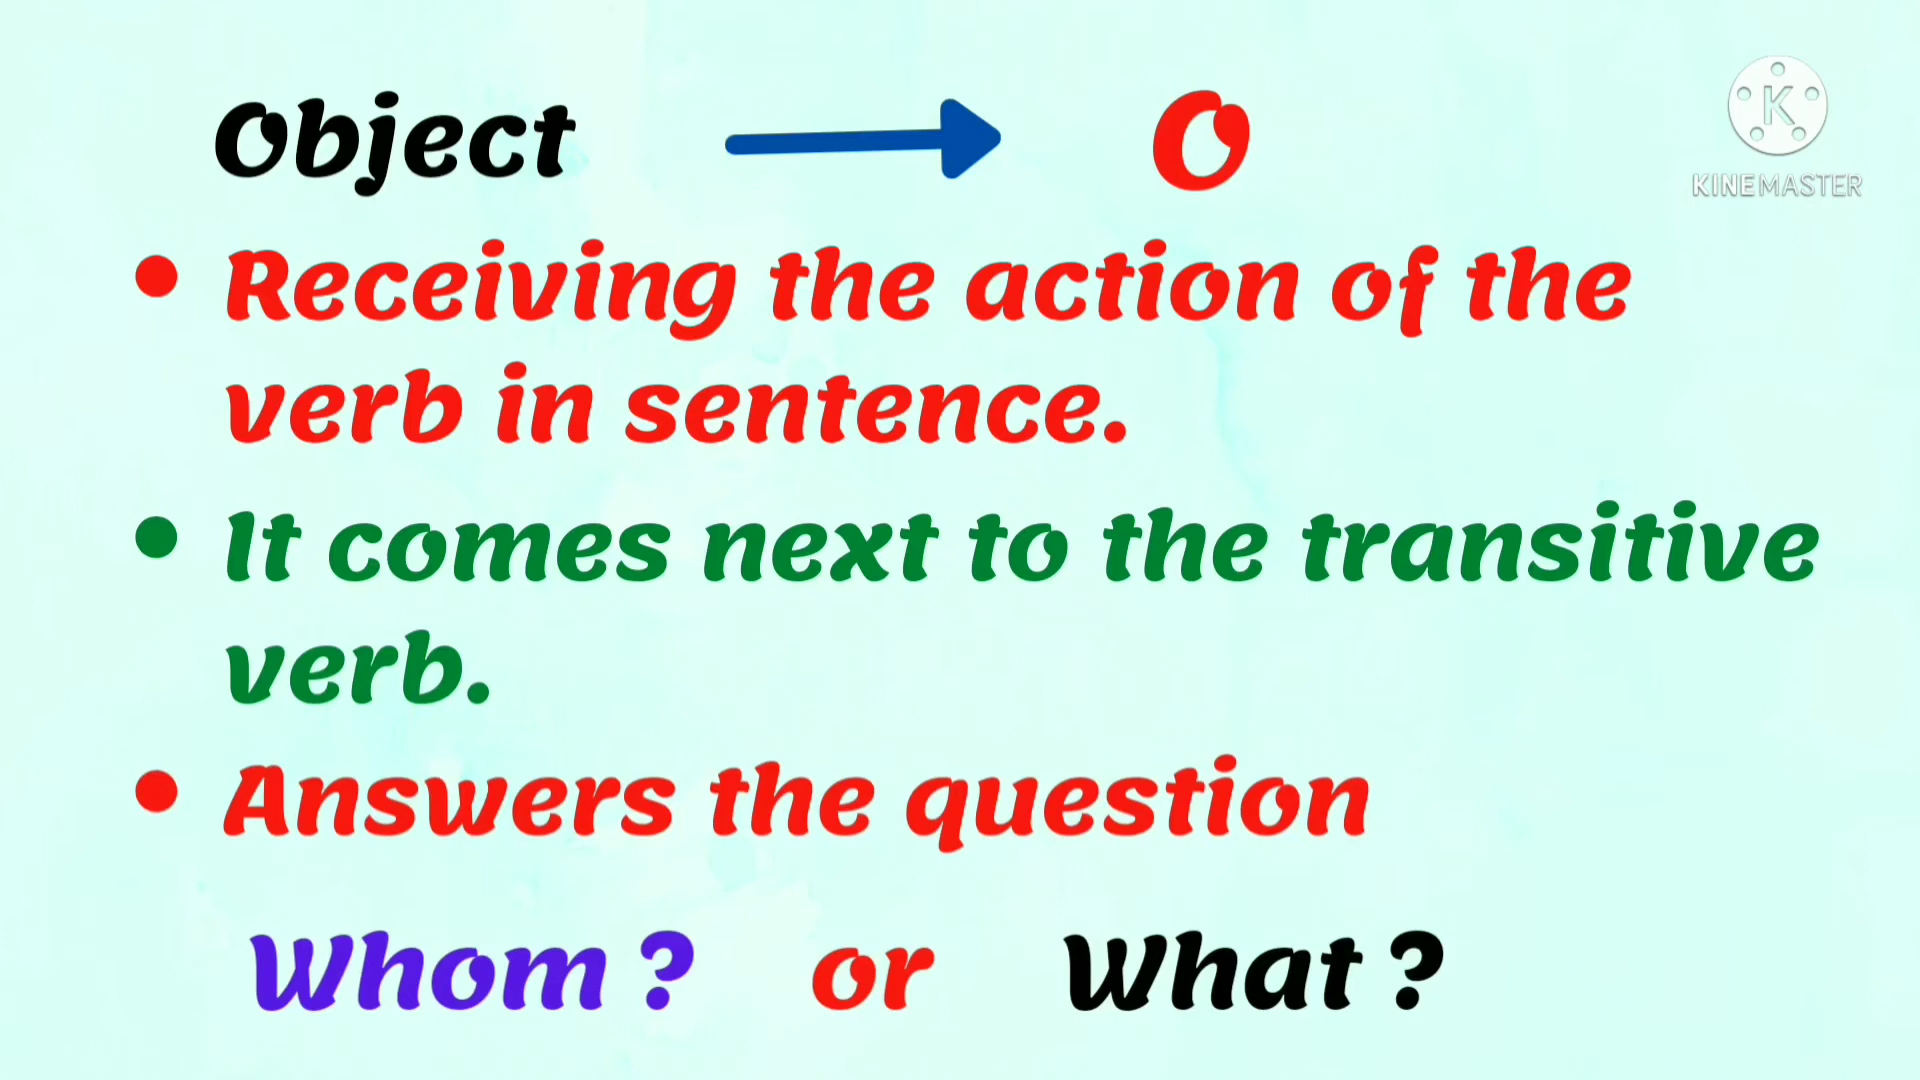 Object → O
K
KINEMASTER
• Receiving the action of the
verb in sentence.
• It comes next to the transitive
verb.
• Answers the question
Whom ? or What ?